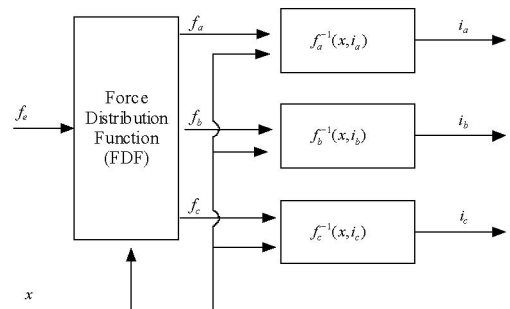 f_a
f_a^{-1}(x,i_a)
i_a
Force
Distribution
Function
(FDF)
f_e
f_b
f_b^{-1}(x,i_b)
i_b
f_c
f_c^{-1}(x,i_c)
i_c
x